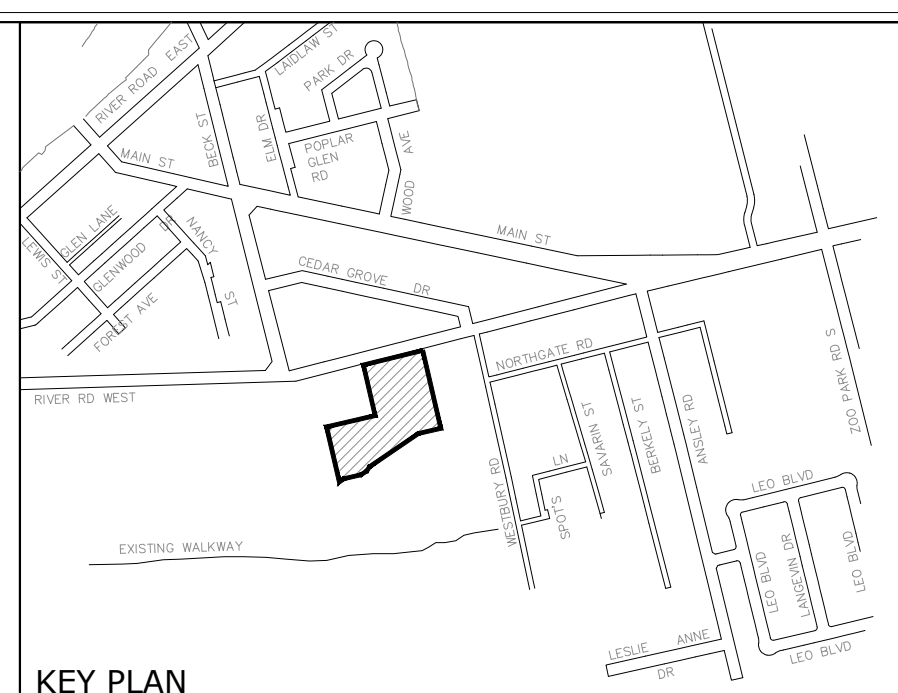 RIVER ROAD EAST
LAIDLAW ST
PARK DR
BECK ST
ELM DR
POPLAR
GLEN
RD
WOOD AVE
MAIN ST
GLEN LANE
LEWIS ST
GLENWOOD DR
NANCY ST
FOREST AVE
MAIN ST
CEDAR GROVE DR
ZOO PARK RD S
RIVER RD WEST
NORTHGATE RD
WESTBURY RD
SAVARIN ST
BERKELY ST
ANSLEY RD
SPOT'S LN
EXISTING WALKWAY
LEO BLVD
LEO BLVD
LANGEVIN DR
LEO BLVD
LEO BLVD
LESLIE ANNE DR
KEY PLAN